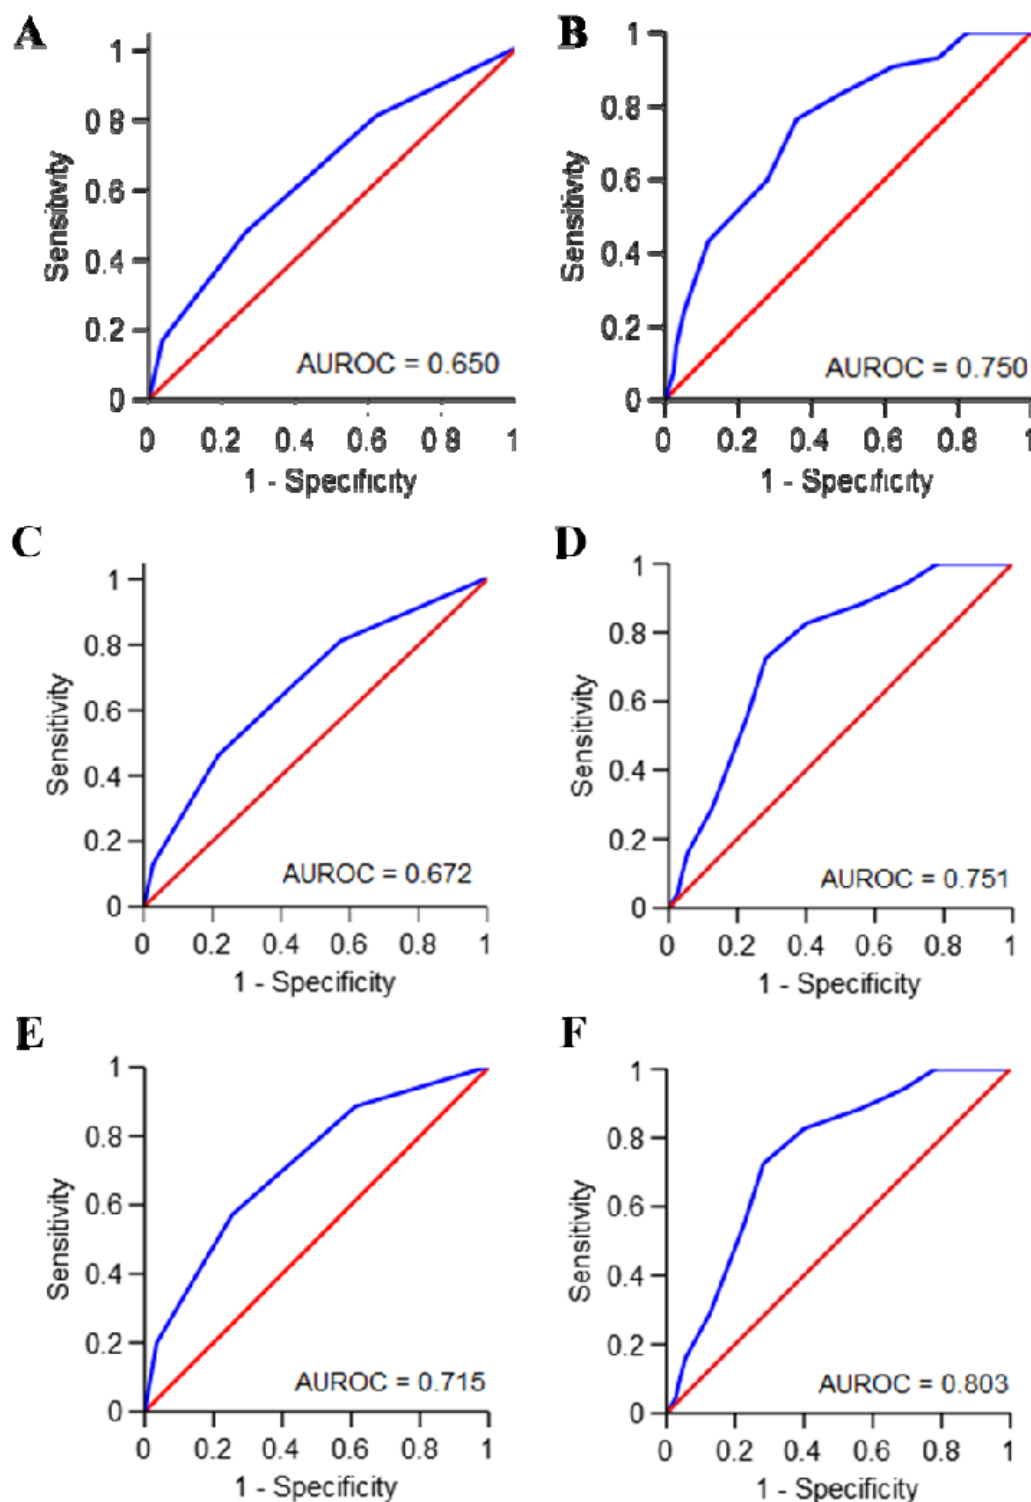 A
1
0.8
0.6
0.4
0.2
0
Sensitivity
AUROC = 0.650
0 0.2 0.4 0.6 0.8 1
1 - Specificity
B
1
0.8
0.6
0.4
0.2
0
Sensitivity
AUROC = 0.750
0 0.2 0.4 0.6 0.8 1
1 - Specificity
C
1
0.8
0.6
0.4
0.2
0
Sensitivity
AUROC = 0.672
0 0.2 0.4 0.6 0.8 1
1 - Specificity
D
1
0.8
0.6
0.4
0.2
0
Sensitivity
AUROC = 0.751
0 0.2 0.4 0.6 0.8 1
1 - Specificity
E
1
0.8
0.6
0.4
0.2
0
Sensitivity
AUROC = 0.715
0 0.2 0.4 0.6 0.8 1
1 - Specificity
F
1
0.8
0.6
0.4
0.2
0
Sensitivity
AUROC = 0.803
0 0.2 0.4 0.6 0.8 1
1 - Specificity